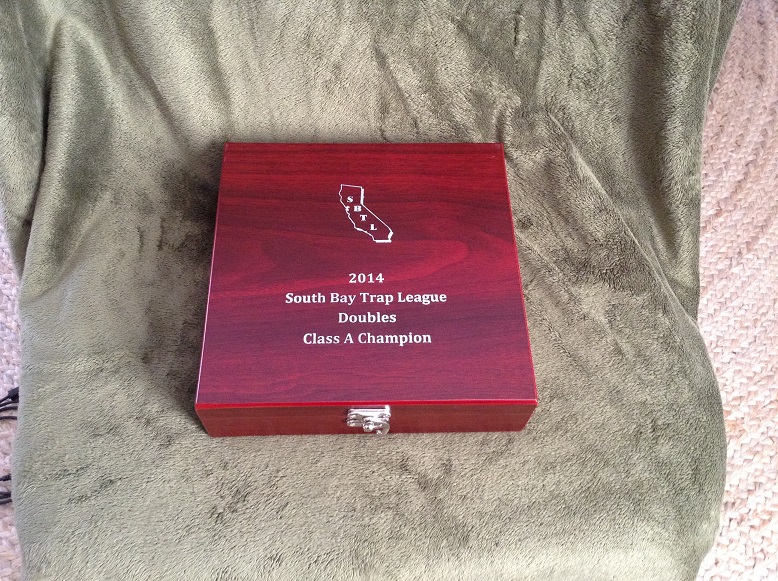 S
B
T
L
2014
South Bay Trap League
Doubles
Class A Champion